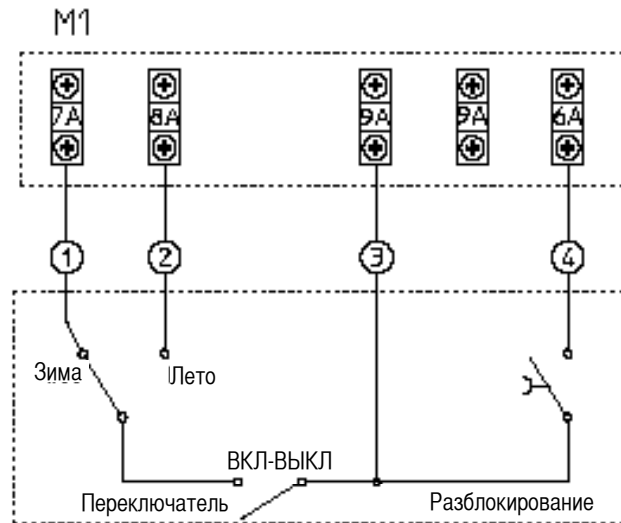 M1
7A 8A 9A 9A 6A
1 2 3 4
Зима Лето
ВКЛ-ВЫКЛ
Переключатель Разблокирование